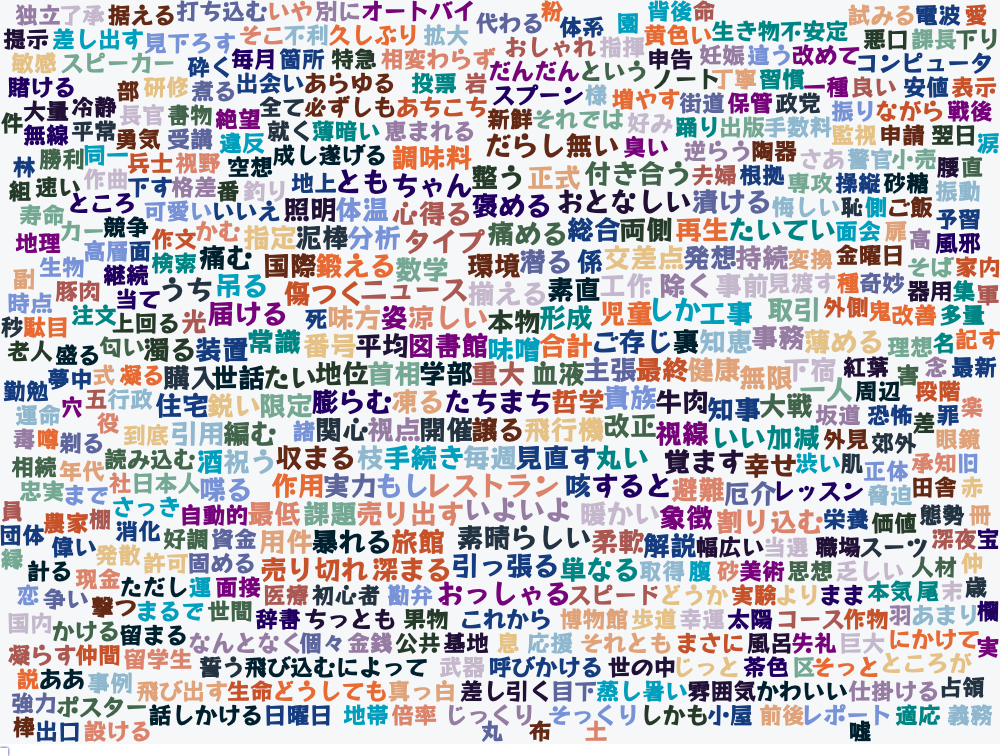 独立 了承 据える 打ち込む いや 別に オートバイ 代わる 粉 体系 園 背後 命 黄色い 生き物 不安定 試みる 電波 愛
提示 差し出す 見下ろす そこ 不利 久しぶり 拡大 おしゃれ 指揮 申告 妊娠 違う 改めて 悪口 課長 下り
敏感 スピーカー 砕く 毎月 箇所 特急 相変わらず だんだん という ノート 丁寧 習慣 一種 良い コンピュータ 安値 表示
賭ける 部 研修 煮る 出会い あらゆる 投票 岩 スプーン 様 増やす 街道 保管 政党 振り ながら 戦後
件 大量 冷静 長官 書物 絶望 全て 必ずしも あちこち 新鮮 それでは 好み 踊り 出版 手数料 監視 申請 翌日 涙
無線 平常 勇気 受講 違反 就く 薄暗い 恵まれる だらし無い 臭い 逆らう 陶器 さあ 警官 小売 腰 直
林 勝利 同一 兵士 視野 空想 成し遂げる 調味料 整う 正式 付き合う 夫婦 根拠 専攻 操縦 砂糖 振動
組 速い 作曲 下す 格差 番 釣り 地上 ともちゃん 褒める おとなしい 漬ける 悔しい 恥 側 ご飯 予習
寿命 ところ カー 競争 可愛い いいえ 照明 体温 心得る 痛める 総合 両側 再生 たいてい 面会 扉 高 風邪
地理 高層 面 作文 かむ 指定 泥棒 分析 タイプ 環境 潜る 係 交差点 発想 持続 変換 金曜日 そば 家内
副 生物 継続 検索 痛む 国際 鍛える 数学 揃える 素直 工作 除く 事前 見渡す 種 奇妙 器用 集 軍
時点 豚肉 当て うち 吊る 傷つく ニュース 本物 形成 児童 しか 工事 取引 外側 鬼 改善 多量
秒 駄目 注文 上回る 光 届ける 死 味方 姿 涼しい 味噌 合計 ご存じ 裏 知恵 事務 薄める 理想 名 記す
老人 盛る 匂い 濁る 装置 常識 番号 平均 図書館 血液 主張 最終 健康 無限 下宿 紅葉 害 念 最新
勤勉 夢中 式 凝る 購入 世話 たい 地位 首相 学部 重大 哲学 貴族 牛肉 知事 大戦 一人 周辺 恐怖 段階
運命 穴 五 行政 住宅 鋭い 限定 膨らむ 凍る たちまち 改正 視線 いい加減 坂道 外見 郊外 差 罪 楽
毒 噂 剃る 役 到底 引用 編む 諸 関心 視点 開催 譲る 飛行機 覚ます 幸せ 渋い 肌 正体 眼鏡
相続 年代 読み込む 酒 祝う 収まる 枝 手続き 毎週 見直す 丸い 避難 厄介 レッスン 脅迫 承知 旧
忠実 まで 社 日本人 喋る 作用 実力 もし レストラン 咳 すると 田舎 赤
員 農家 棚 さっき 自動的 最低 課題 売り出す いよいよ 暖かい 象徴 割り込む 栄養 価値 態勢 冊
団体 偉い 消化 好調 資金 用件 暴れる 旅館 素晴らしい 柔軟 解説 幅広い 当選 職場 スーツ 深夜 宝
縁 計る 発散 許可 固める 売り切れ 深まる 引っ張る 単なる 取得 腹 砂 美術 思想 乏しい 人材 仲
恋 争い 現金 ただし 運 面接 医療 初心者 勘弁 おっしゃる スピード どうか 実験 より まま 本気 尾 末 歳
国内 かける 撃つ まるで 世間 辞書 ちっとも 果物 これから 博物館 歩道 幸運 太陽 コース 作物 羽 あまり 欄
凝らす 仲間 留まる なんとなく 個々 金銭 公共 基地 息 応援 それとも まさに 風呂 失礼 巨大 にかけて 実
説 ああ 留学生 誓う 飛び込む によって 武器 呼びかける 世の中 じっと 茶色 区 そっと ところが
強力 事例 飛び出す 生命 どうしても 真っ白 差し引く 目下 蒸し暑い 雰囲気 かわいい 仕掛ける 占領
棒 出口 ポスター 設ける 話しかける 日曜日 地帯 倍率 じっくり そっくり しかも 小屋 前後 レポート 適応 義務
丸 布 土 嘘